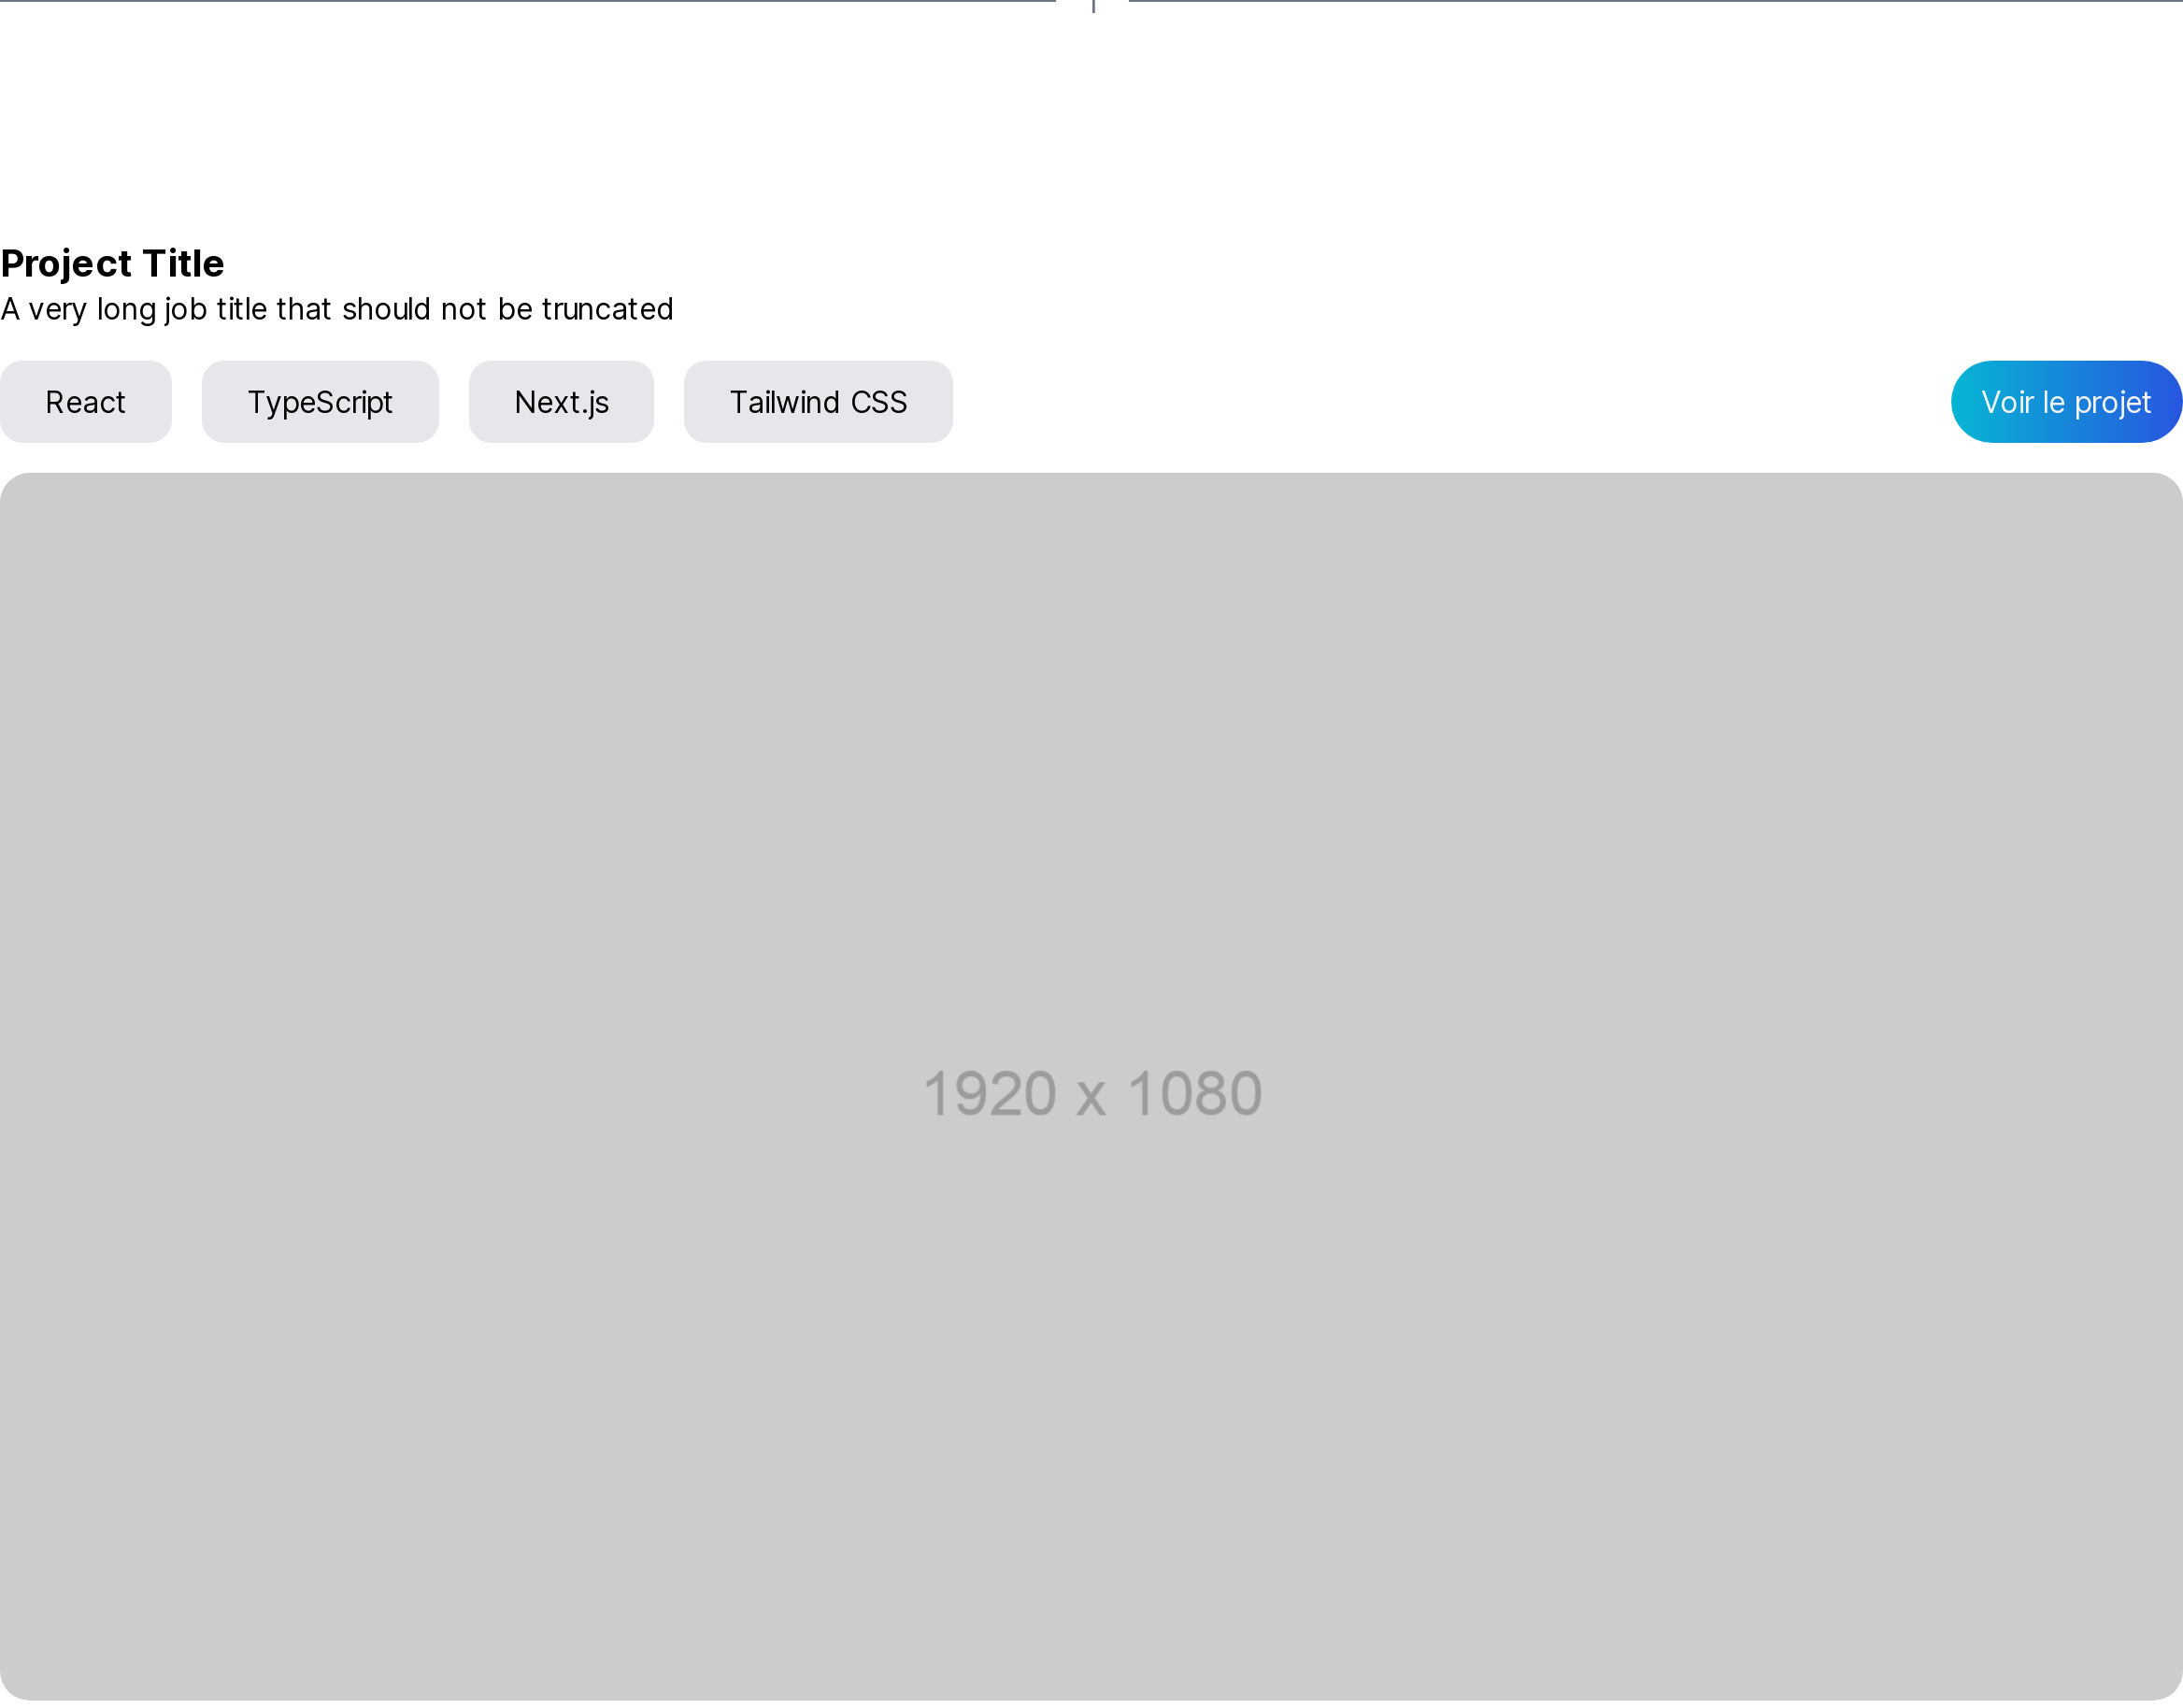 Project Title
A very long job title that should not be truncated
React TypeScript Next.js Tailwind CSS Voir le projet
1920 x 1080